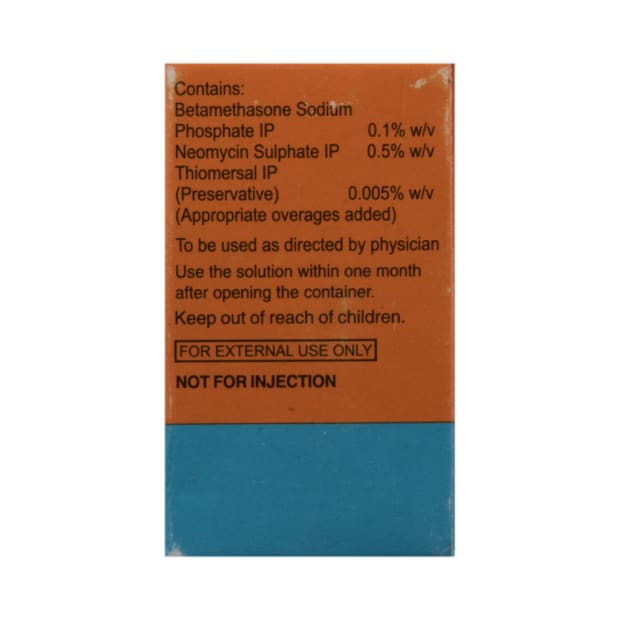 Contains:
Betamethasone Sodium
Phosphate IP 0.1% w/v
Neomycin Sulphate IP 0.5% w/v
Thiomersal IP
(Preservative) 0.005% w/v
(Appropriate overages added)
To be used as directed by physician
Use the solution within one month
after opening the container.
Keep out of reach of children.
FOR EXTERNAL USE ONLY
NOT FOR INJECTION